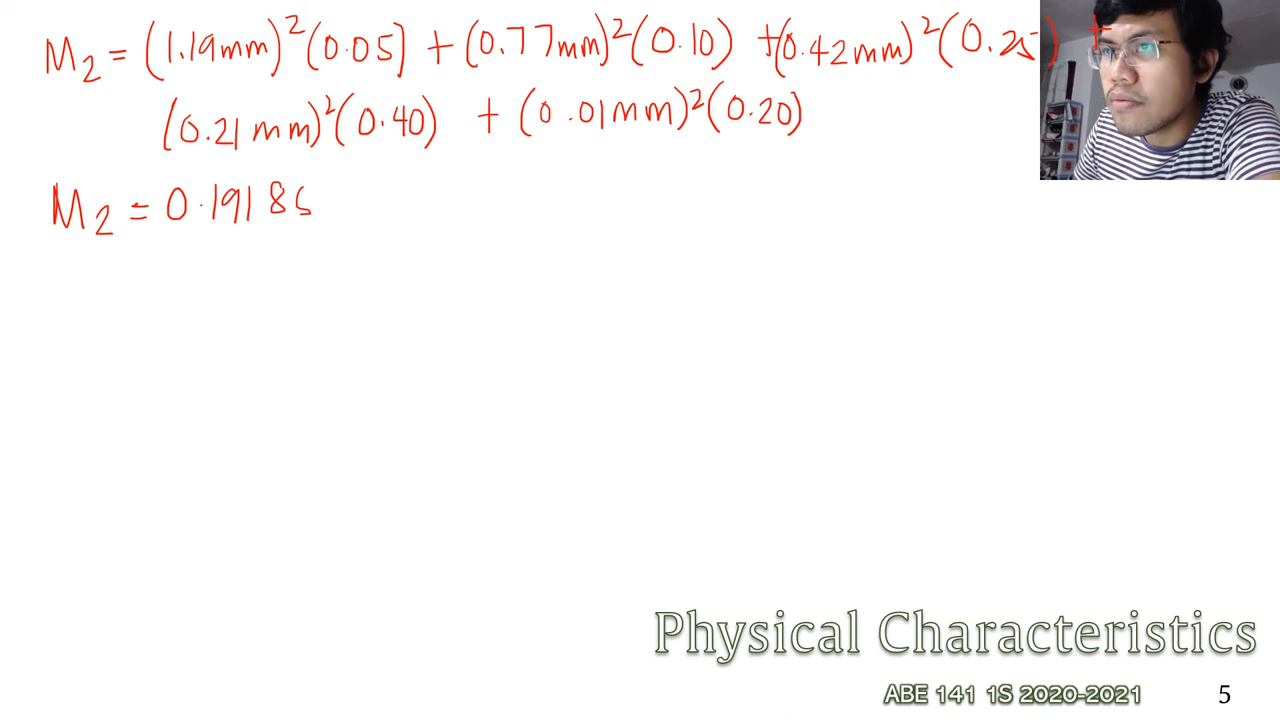 M₂ = (1.19mm)²(0.05) + (0.77mm)²(0.10) + (0.42mm)²(0.25) +
(0.21mm)²(0.40) + (0.01mm)²(0.20)
M₂ = 0.1918
Physical Characteristics
ABE 141 1S 2020-2021 5